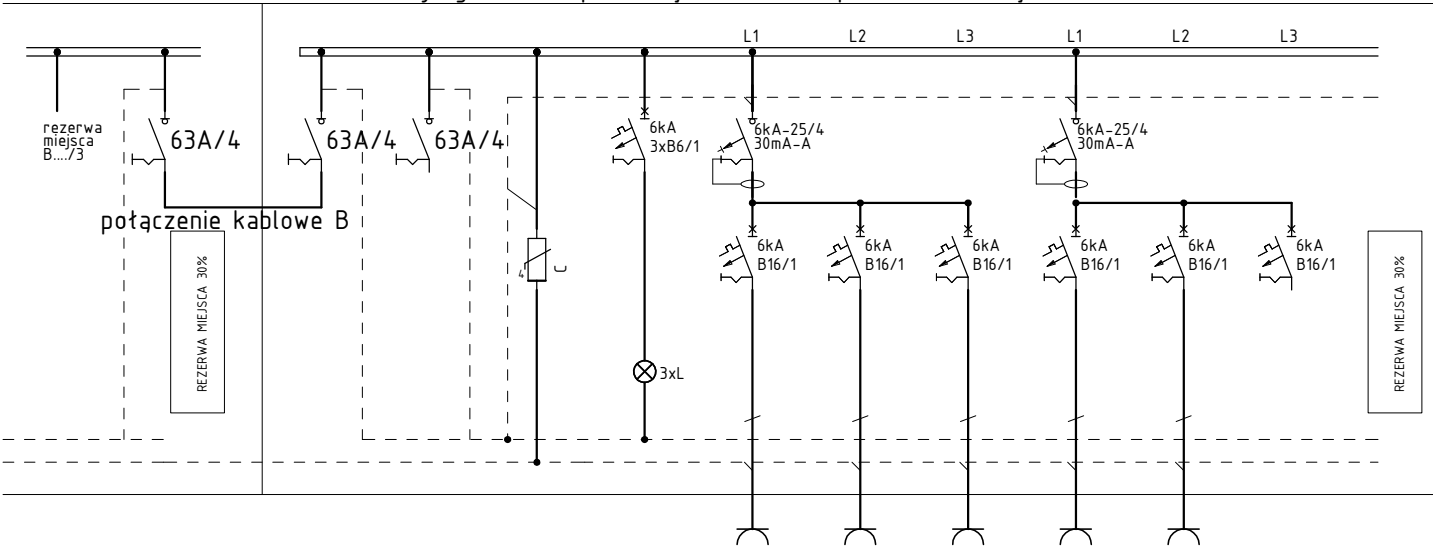 L1
L2
L3
L1
L2
L3
rezerwa
miejsca
B..../3
63A/4
63A/4
63A/4
6kA
3xB6/1
6kA-25/4
30mA-A
6kA-25/4
30mA-A
połączenie kablowe B
REZERWA MIEJSCA 30%
4
C
6kA
B16/1
6kA
B16/1
6kA
B16/1
6kA
B16/1
6kA
B16/1
6kA
B16/1
REZERWA MIEJSCA 30%
3xL